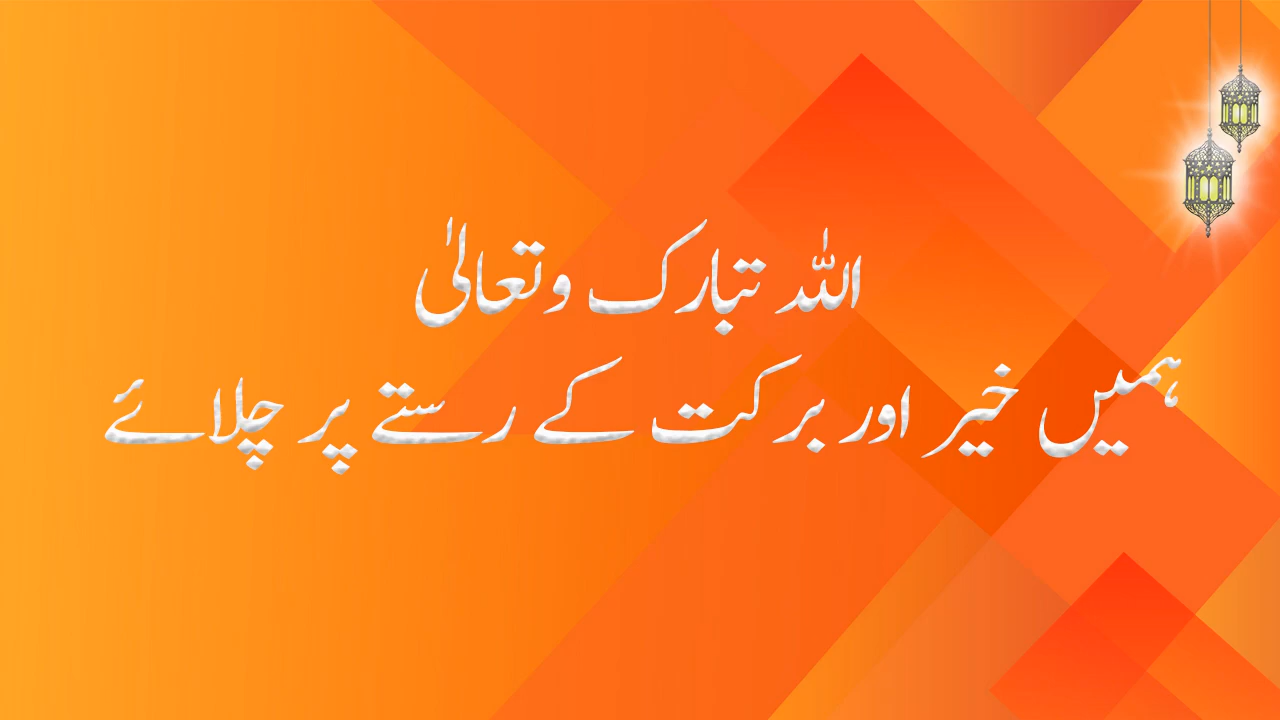 اللہ تبارک وتعالیٰ
ہمیں خیر اور برکت کے رستے پر چلائے